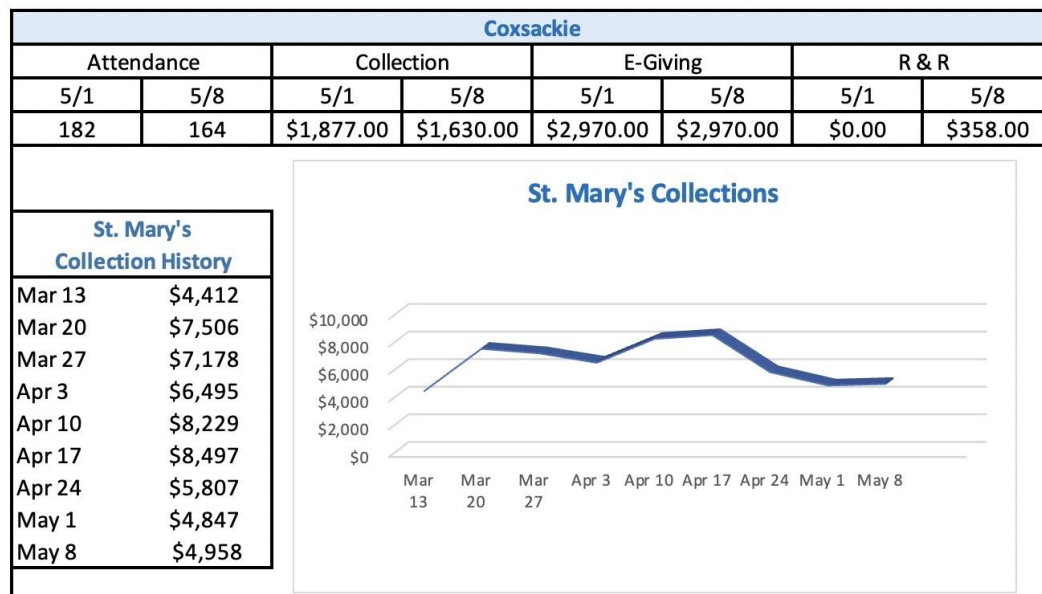 Coxsackie
Attendance Collection E-Giving R & R
5/1 5/8 5/1 5/8 5/1 5/8 5/1 5/8
182 164 $1,877.00 $1,630.00 $2,970.00 $2,970.00 $0.00 $358.00
St. Mary's
Collection History
Mar 13 $4,412
Mar 20 $7,506
Mar 27 $7,178
Apr 3 $6,495
Apr 10 $8,229
Apr 17 $8,497
Apr 24 $5,807
May 1 $4,847
May 8 $4,958
St. Mary's Collections
$10,000
$8,000
$6,000
$4,000
$2,000
$0
Mar Mar Mar Apr 3 Apr 10 Apr 17 Apr 24 May 1 May 8
13 20 27